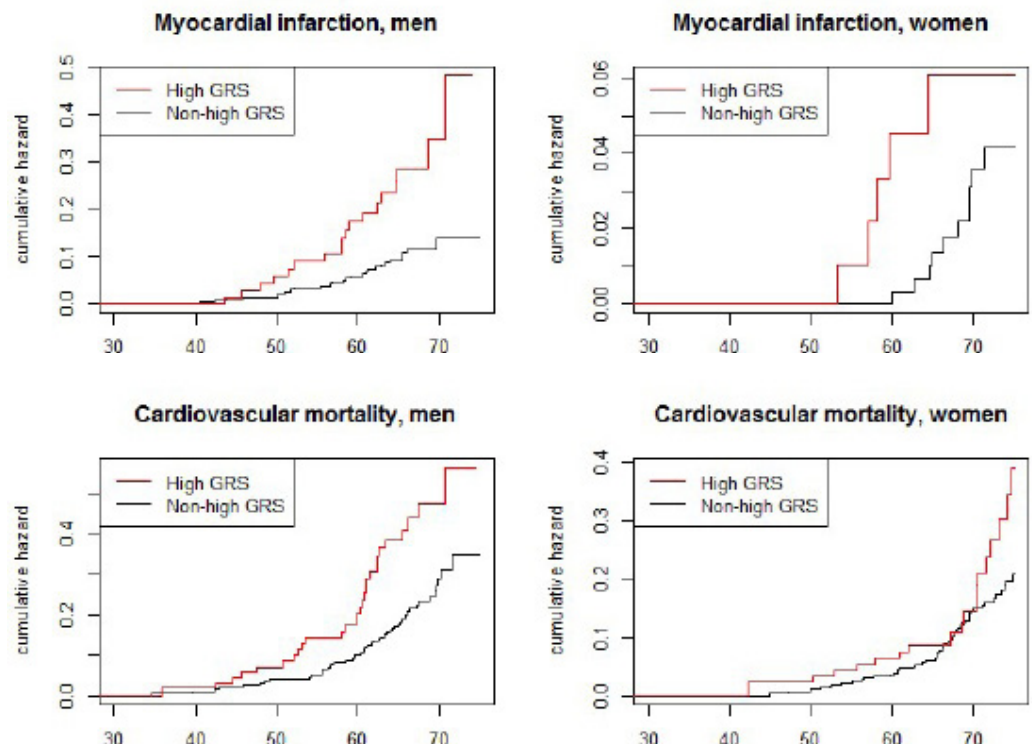 Myocardial infarction, men
High GRS
Non-high GRS
cumulative hazard
0.0 0.1 0.2 0.3 0.4 0.5
30 40 50 60 70
Myocardial infarction, women
High GRS
Non-high GRS
cumulative hazard
0.00 0.02 0.04 0.06
30 40 50 60 70
Cardiovascular mortality, men
High GRS
Non-high GRS
cumulative hazard
0.0 0.2 0.4
30 40 50 60 70
Cardiovascular mortality, women
High GRS
Non-high GRS
cumulative hazard
0.0 0.1 0.2 0.3 0.4
30 40 50 60 70